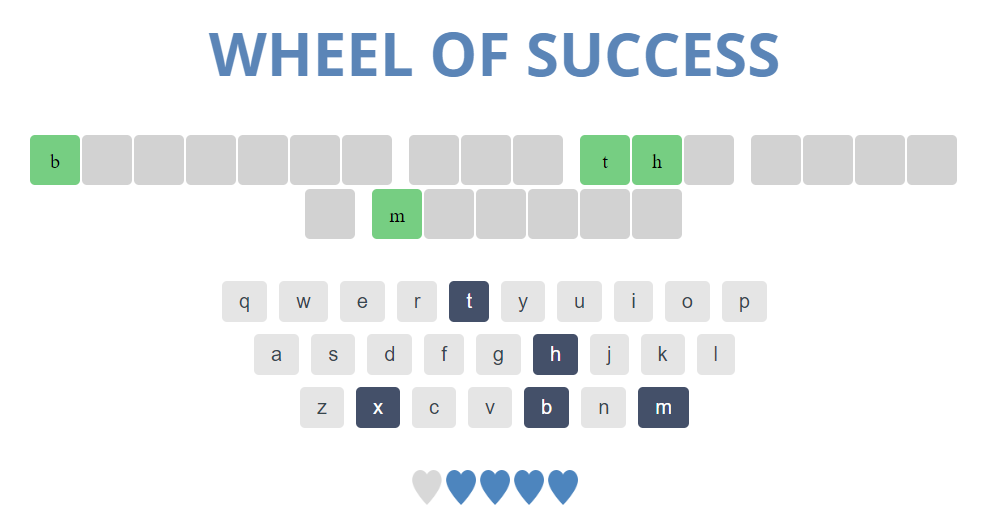 WHEEL OF SUCCESS
b t h
m
q w e r t y u i o p
a s d f g h j k l
z x c v b n m